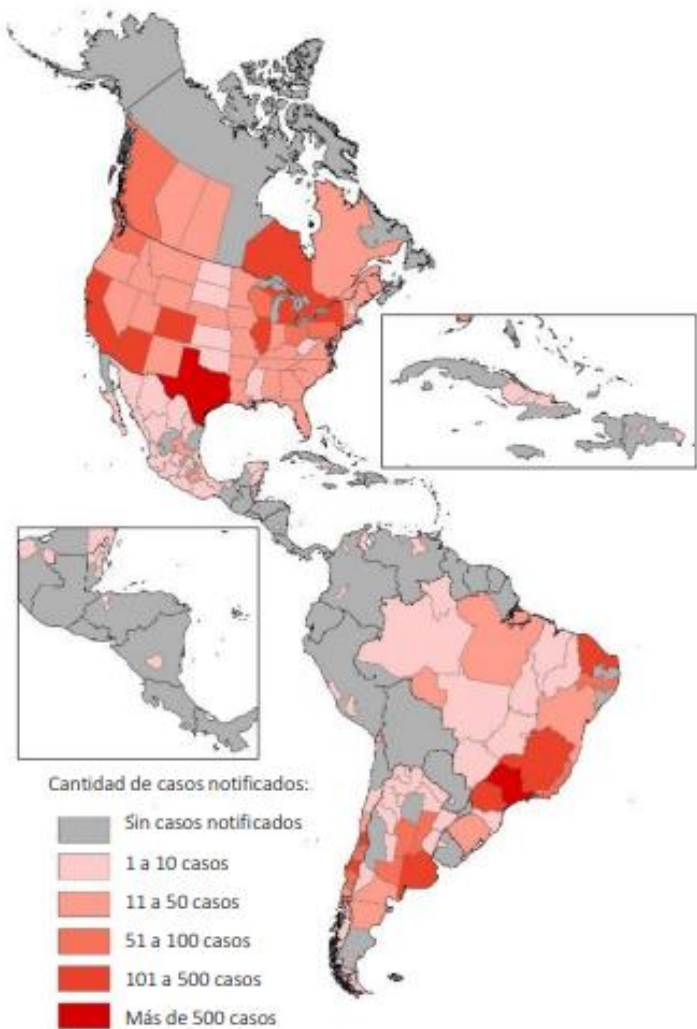 Cantidad de casos notificados:
Sin casos notificados
1 a 10 casos
11 a 50 casos
51 a 100 casos
101 a 500 casos
Más de 500 casos